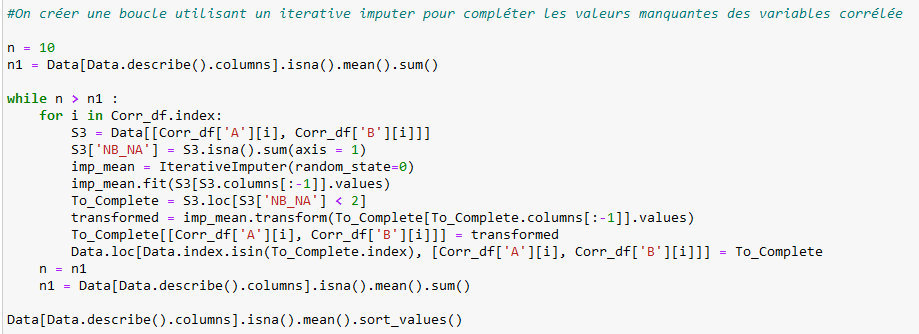 #On créer une boucle utilisant un iterative imputer pour compléter les valeurs manquantes des variables corrélée
n = 10
n1 = Data[Data.describe().columns].isna().mean().sum()
while n > n1 :
    for i in Corr_df.index:
        S3 = Data[[Corr_df['A'][i], Corr_df['B'][i]]]
        S3['NB_NA'] = S3.isna().sum(axis = 1)
        imp_mean = IterativeImputer(random_state=0)
        imp_mean.fit(S3[S3.columns[:-1]].values)
        To_Complete = S3.loc[S3['NB_NA'] < 2]
        transformed = imp_mean.transform(To_Complete[To_Complete.columns[:-1]].values)
        To_Complete[[Corr_df['A'][i], Corr_df['B'][i]]] = transformed
        Data.loc[Data.index.isin(To_Complete.index), [Corr_df['A'][i], Corr_df['B'][i]]] = To_Complete
    n = n1
    n1 = Data[Data.describe().columns].isna().mean().sum()
Data[Data.describe().columns].isna().mean().sort_values()